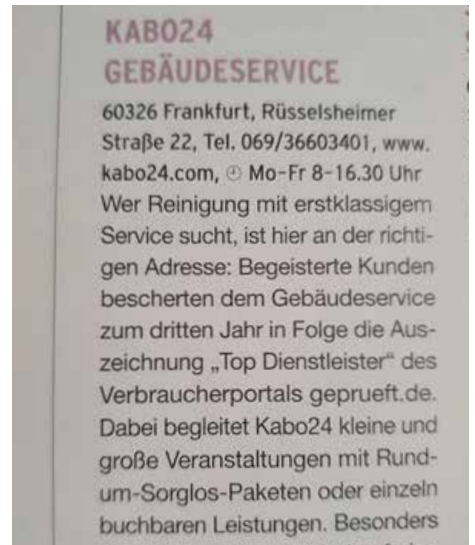 KABO24
GEBÄUDESERVICE
60326 Frankfurt, Rüsselsheimer
Straße 22, Tel. 069/36603401, www.
kabo24.com, Mo-Fr 8-16.30 Uhr
Wer Reinigung mit erstklassigem
Service sucht, ist hier an der richti-
gen Adresse: Begeisterte Kunden
bescherten dem Gebäudeservice
zum dritten Jahr in Folge die Aus-
zeichnung „Top Dienstleister“ des
Verbraucherportals geprueft.de.
Dabei begleitet Kabo24 kleine und
große Veranstaltungen mit Rund-
um-Sorglos-Paketen oder einzeln
buchbaren Leistungen. Besonders